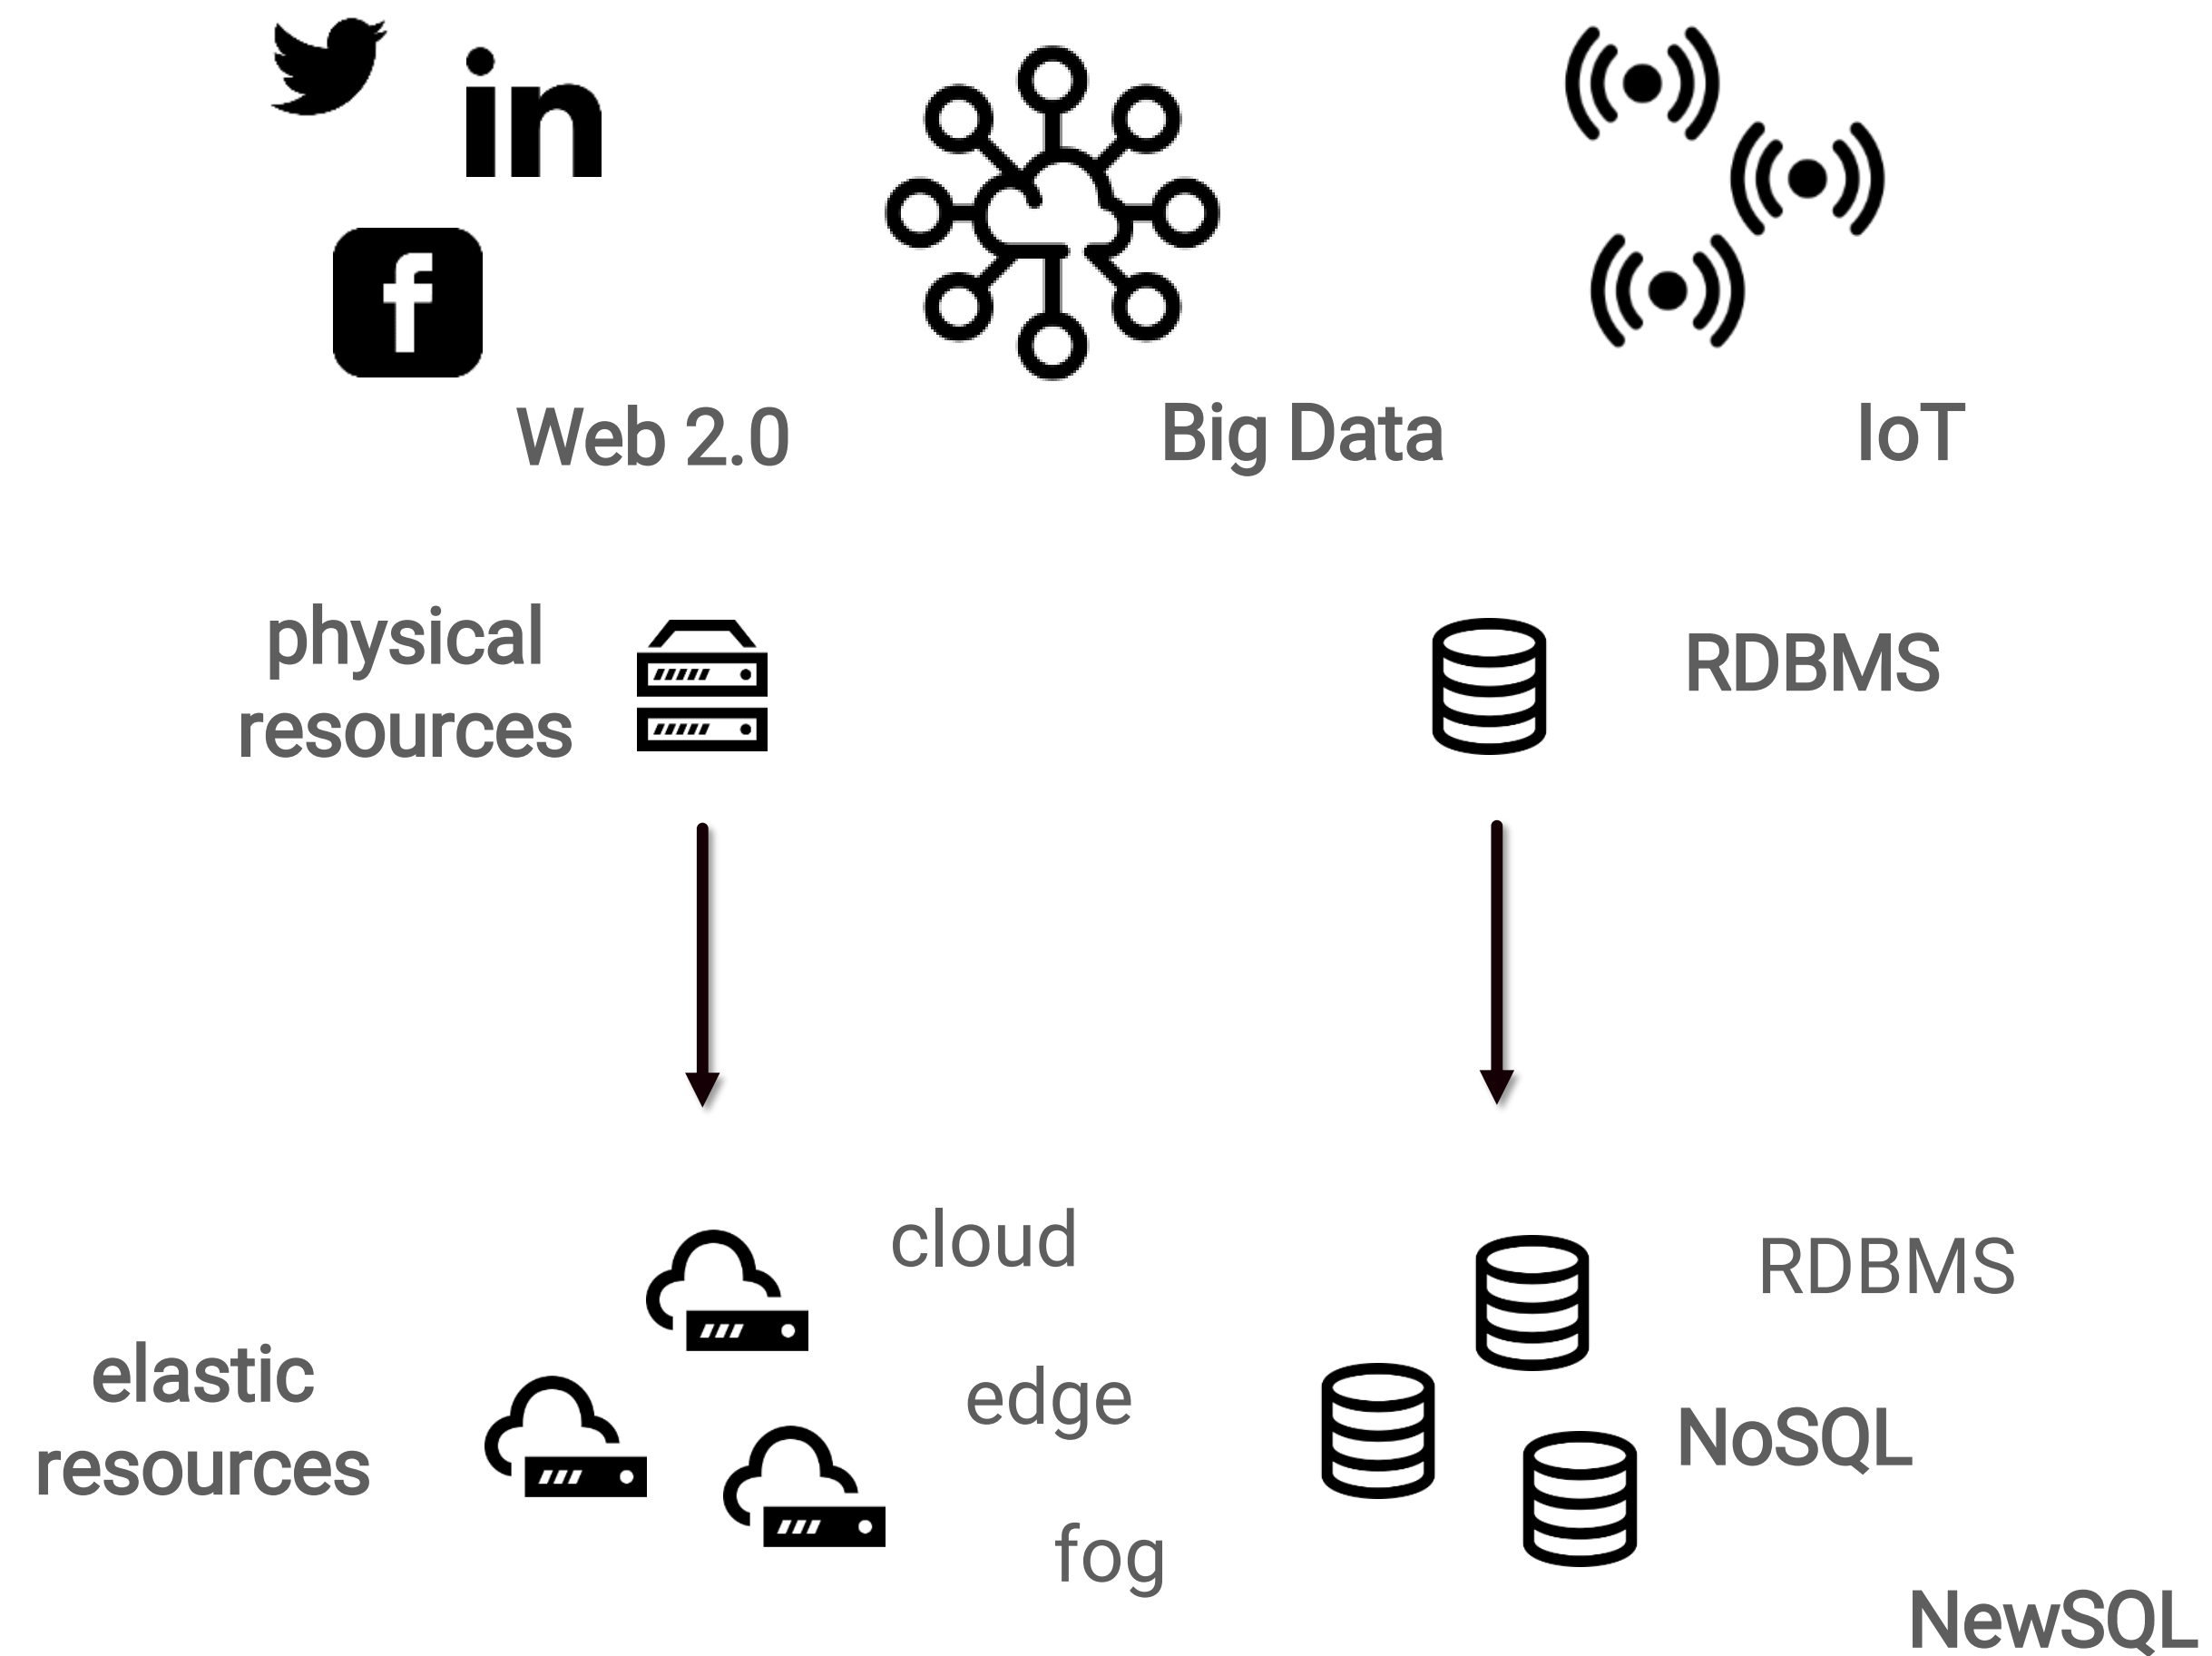 in
f
Web 2.0
Big Data
IoT
physical
resources
RDBMS
cloud
RDBMS
elastic
resources
edge
NoSQL
fog
NewSQL